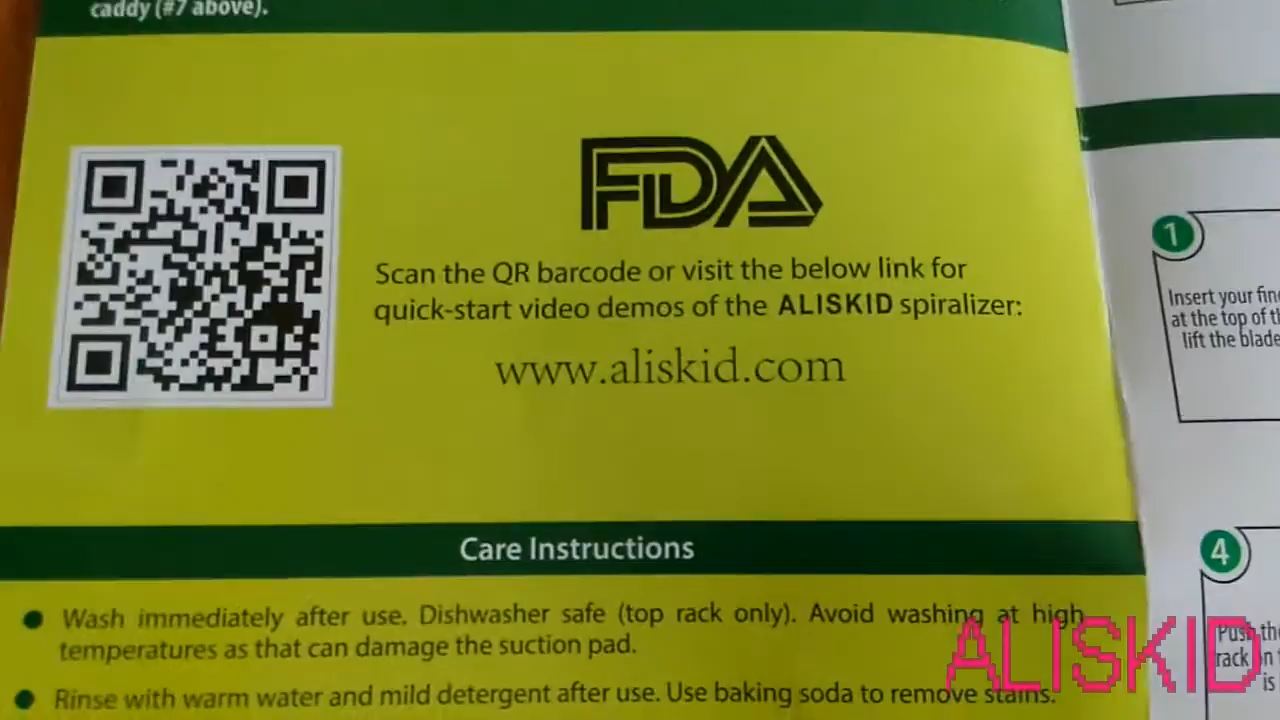 caddy (#7 above).
FDA
Scan the QR barcode or visit the below link for
quick-start video demos of the ALISKID spiralizer:
www.aliskid.com
Care Instructions
Wash immediately after use. Dishwasher safe (top rack only). Avoid washing at high
temperatures as that can damage the suction pad.
Rinse with warm water and mild detergent after use. Use baking soda to remove stains.
1
Insert your
at the top of
lift the blade
4
Push
rack on
is
ALISKID